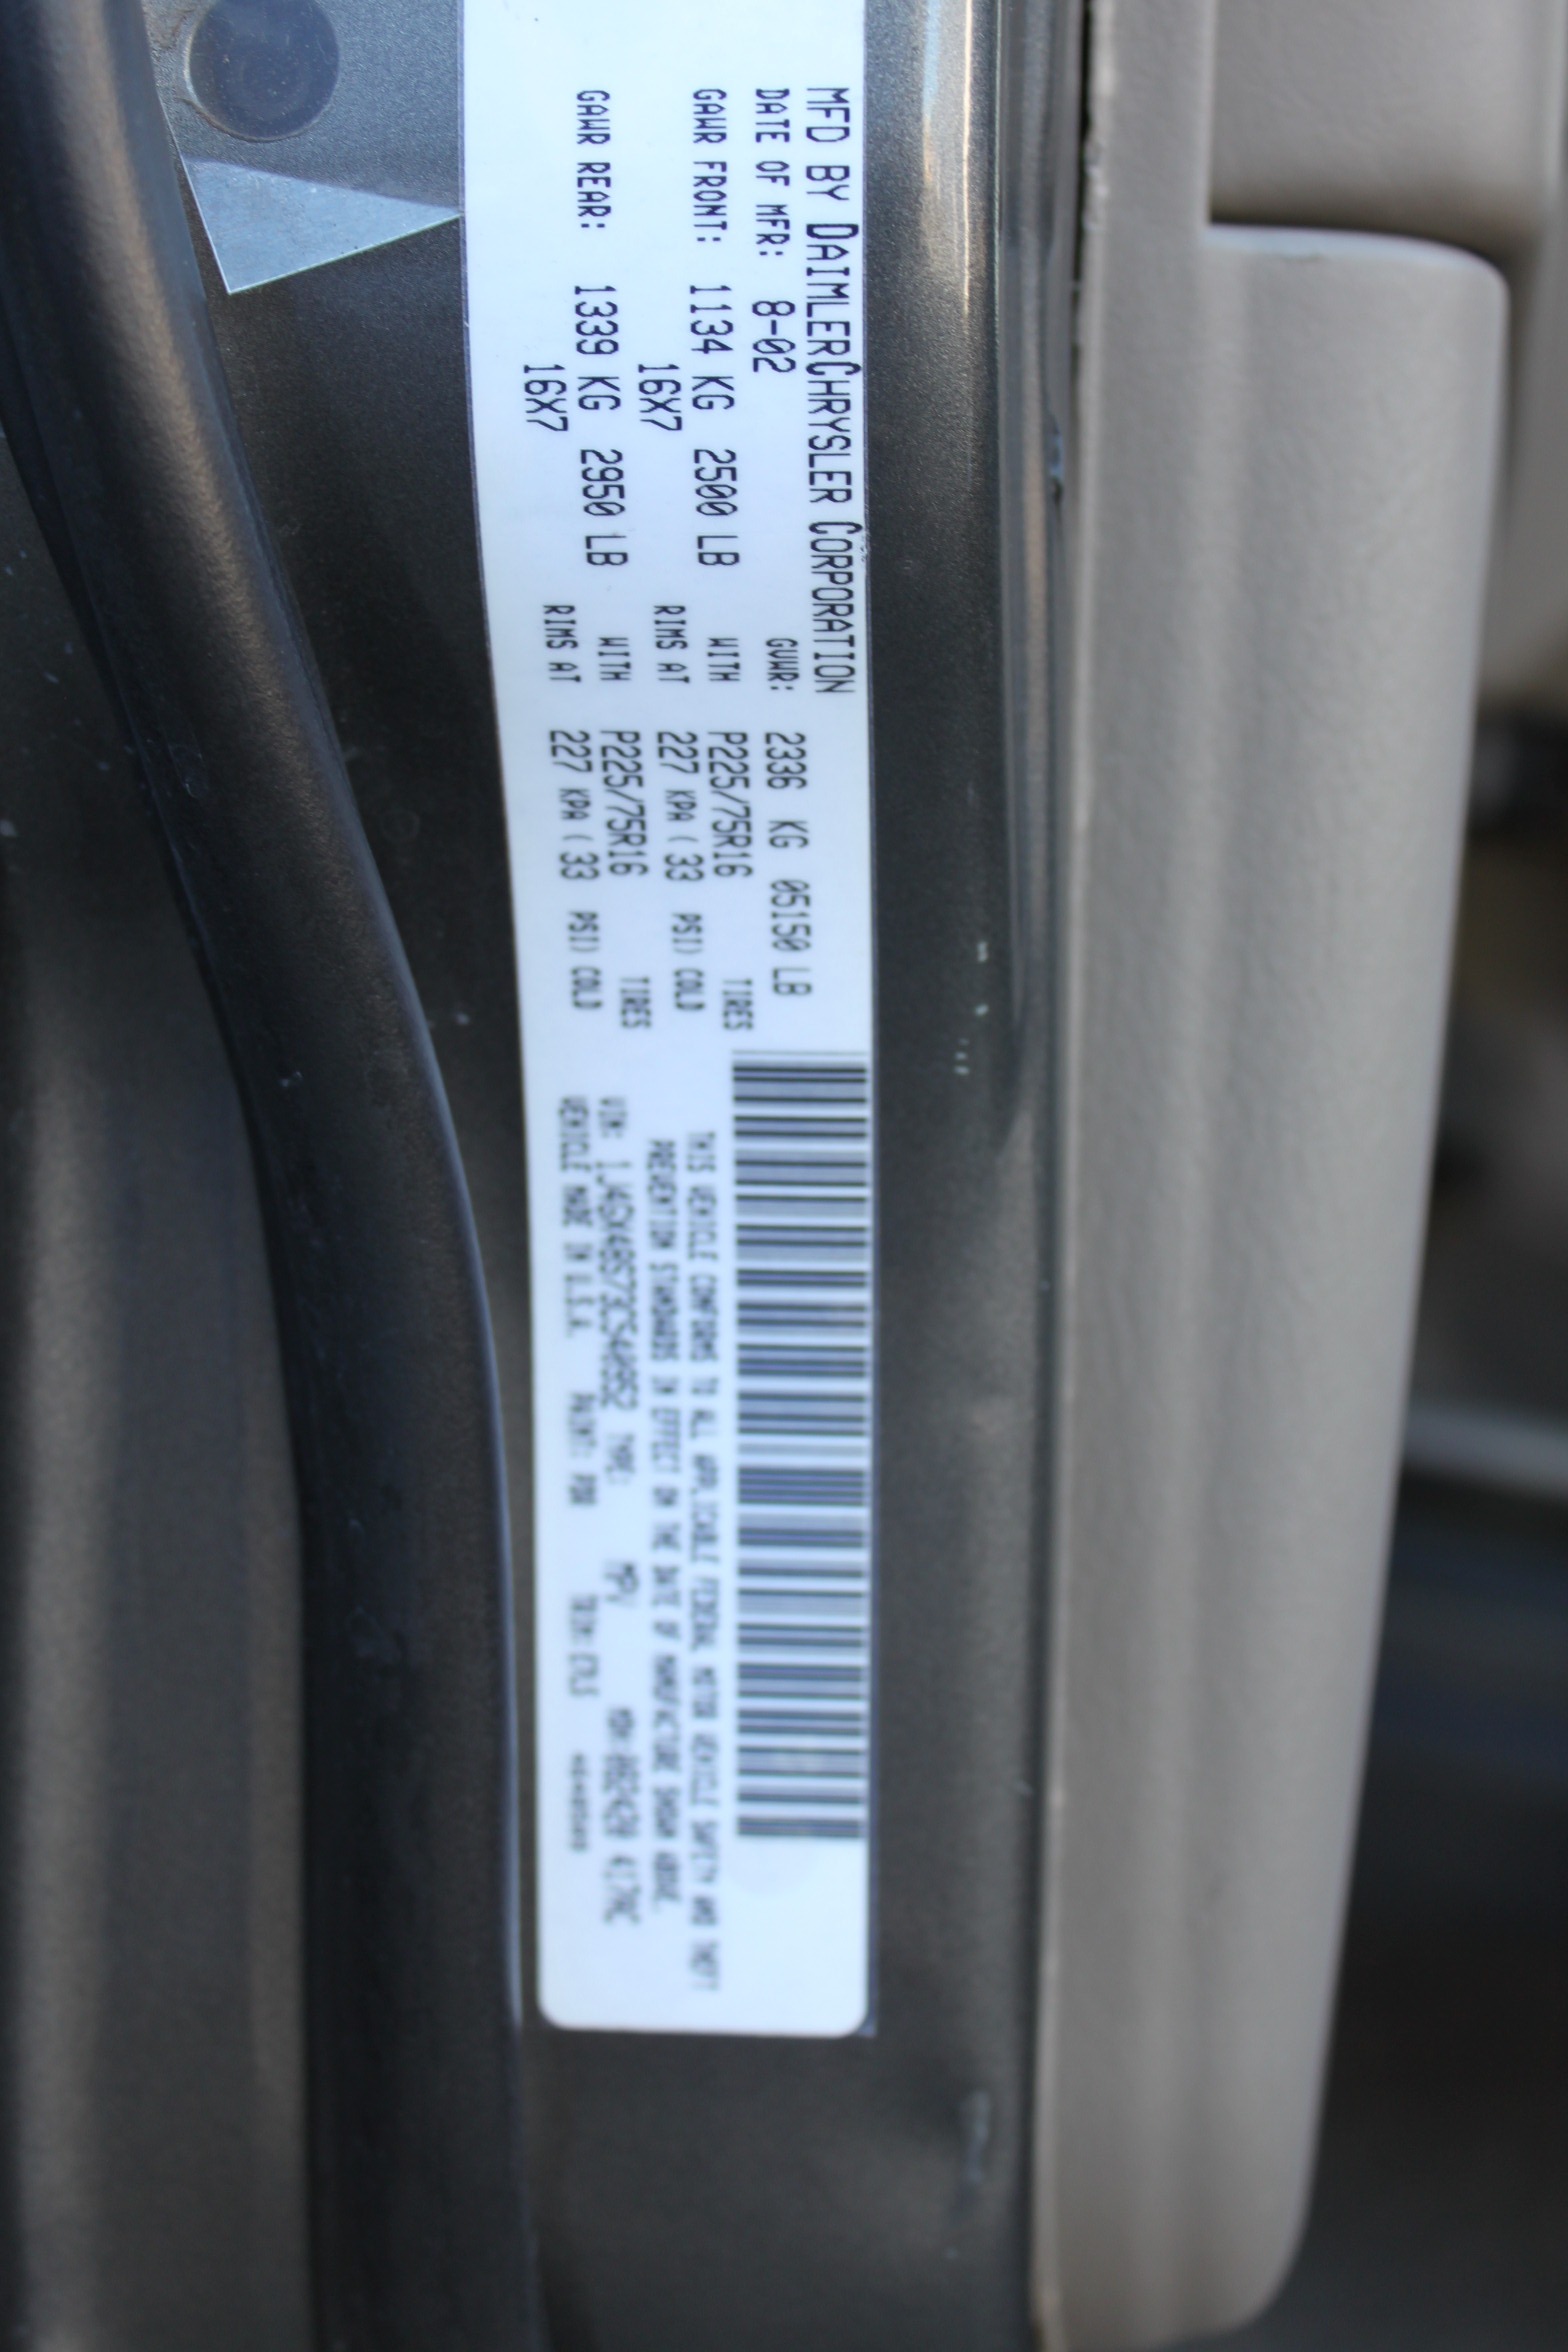 MFD BY DAIMLERCHRYSLER CORPORATION
DATE OF MFR: 8-02 GVWR: 2336 KG 05150 LB
GAWR FRONT: 1134 KG 2500 LB WITH P225/75R16 TIRES
16X7 RIMS AT 227 KPA ( 33 PSI) COLD
GAWR REAR: 1339 KG 2950 LB WITH P225/75R16 TIRES
16X7 RIMS AT 227 KPA ( 33 PSI) COLD
THIS VEHICLE CONFORMS TO ALL APPLICABLE FEDERAL MOTOR VEHICLE SAFETY AND THEFT
PREVENTION STANDARDS IN EFFECT ON THE DATE OF MANUFACTURE SHOWN ABOVE.
VIN: TYPE: MPV MDH:
VEHICLE MADE IN U.S.A. PAINT: PDR TRIM: